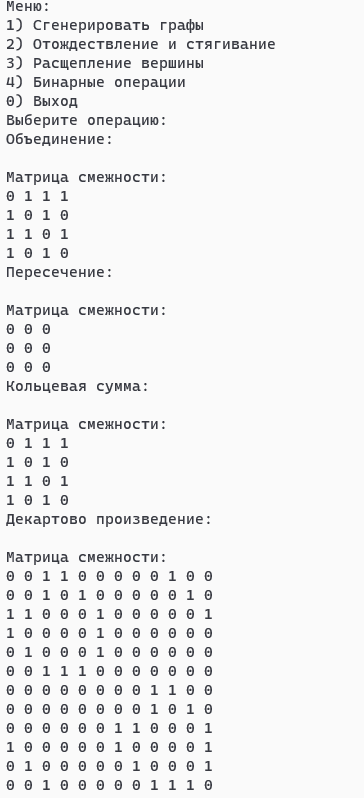 Меню:
1) Сгенерировать графы
2) Отождествление и стягивание
3) Расщепление вершины
4) Бинарные операции
0) Выход
Выберите операцию:
Объединение:
Матрица смежности:
0 1 1 1
1 0 1 0
1 1 0 1
1 0 1 0
Пересечение:
Матрица смежности:
0 0 0
0 0 0
0 0 0
Кольцевая сумма:
Матрица смежности:
0 1 1 1
1 0 1 0
1 1 0 1
1 0 1 0
Декартово произведение:
Матрица смежности:
0 0 1 1 0 0 0 0 0 1 0 0
0 0 1 0 1 0 0 0 0 0 1 0
1 1 0 0 0 1 0 0 0 0 0 1
1 0 0 0 0 1 0 0 0 0 0 0
0 1 0 0 0 1 0 0 0 0 0 0
0 0 1 1 1 0 0 0 0 0 0 0
0 0 0 0 0 0 0 0 1 1 0 0
0 0 0 0 0 0 0 0 1 0 1 0
0 0 0 0 0 0 1 1 0 0 0 1
1 0 0 0 0 0 1 0 0 0 0 1
0 1 0 0 0 0 0 1 0 0 0 1
0 0 1 0 0 0 0 0 1 1 1 0